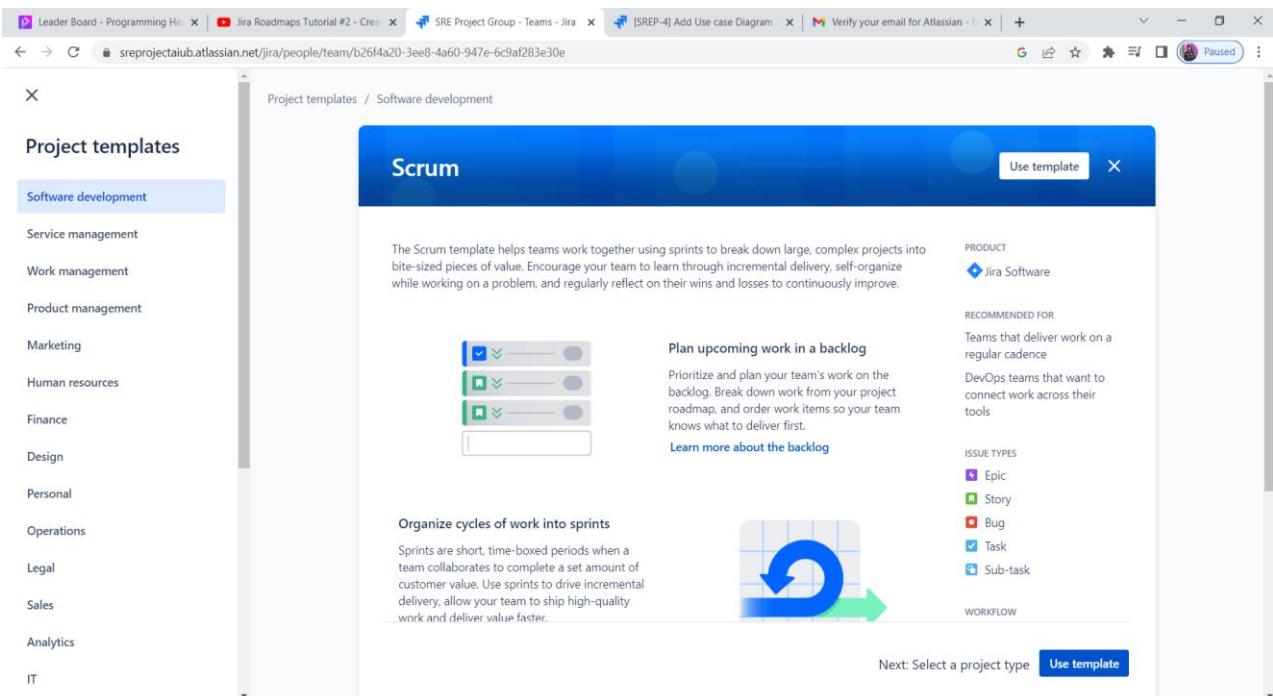 Leader Board - Programming He
Jira Roadmaps Tutorial #2 - Crea
SRE Project Group - Teams - Jira
[SREP-4] Add Use case Diagram
Verify your email for Atlassian - f
sreprojectaiub.atlassian.net/jira/people/team/b26f4a20-3ee8-4a60-947e-6c9af283e30e
Paused
Project templates
Software development
Service management
Work management
Product management
Marketing
Human resources
Finance
Design
Personal
Operations
Legal
Sales
Analytics
IT
Project templates / Software development
Scrum
Use template
The Scrum template helps teams work together using sprints to break down large, complex projects into
bite-sized pieces of value. Encourage your team to learn through incremental delivery, self-organize
while working on a problem, and regularly reflect on their wins and losses to continuously improve.
Plan upcoming work in a backlog
Prioritize and plan your team's work on the
backlog. Break down work from your project
roadmap, and order work items so your team
knows what to deliver first.
Learn more about the backlog
Organize cycles of work into sprints
Sprints are short, time-boxed periods when a
team collaborates to complete a set amount of
customer value. Use sprints to drive incremental
delivery, allow your team to ship high-quality
work and deliver value faster.
PRODUCT
Jira Software
RECOMMENDED FOR
Teams that deliver work on a
regular cadence
DevOps teams that want to
connect work across their
tools
ISSUE TYPES
Epic
Story
Bug
Task
Sub-task
WORKFLOW
Next: Select a project type
Use template